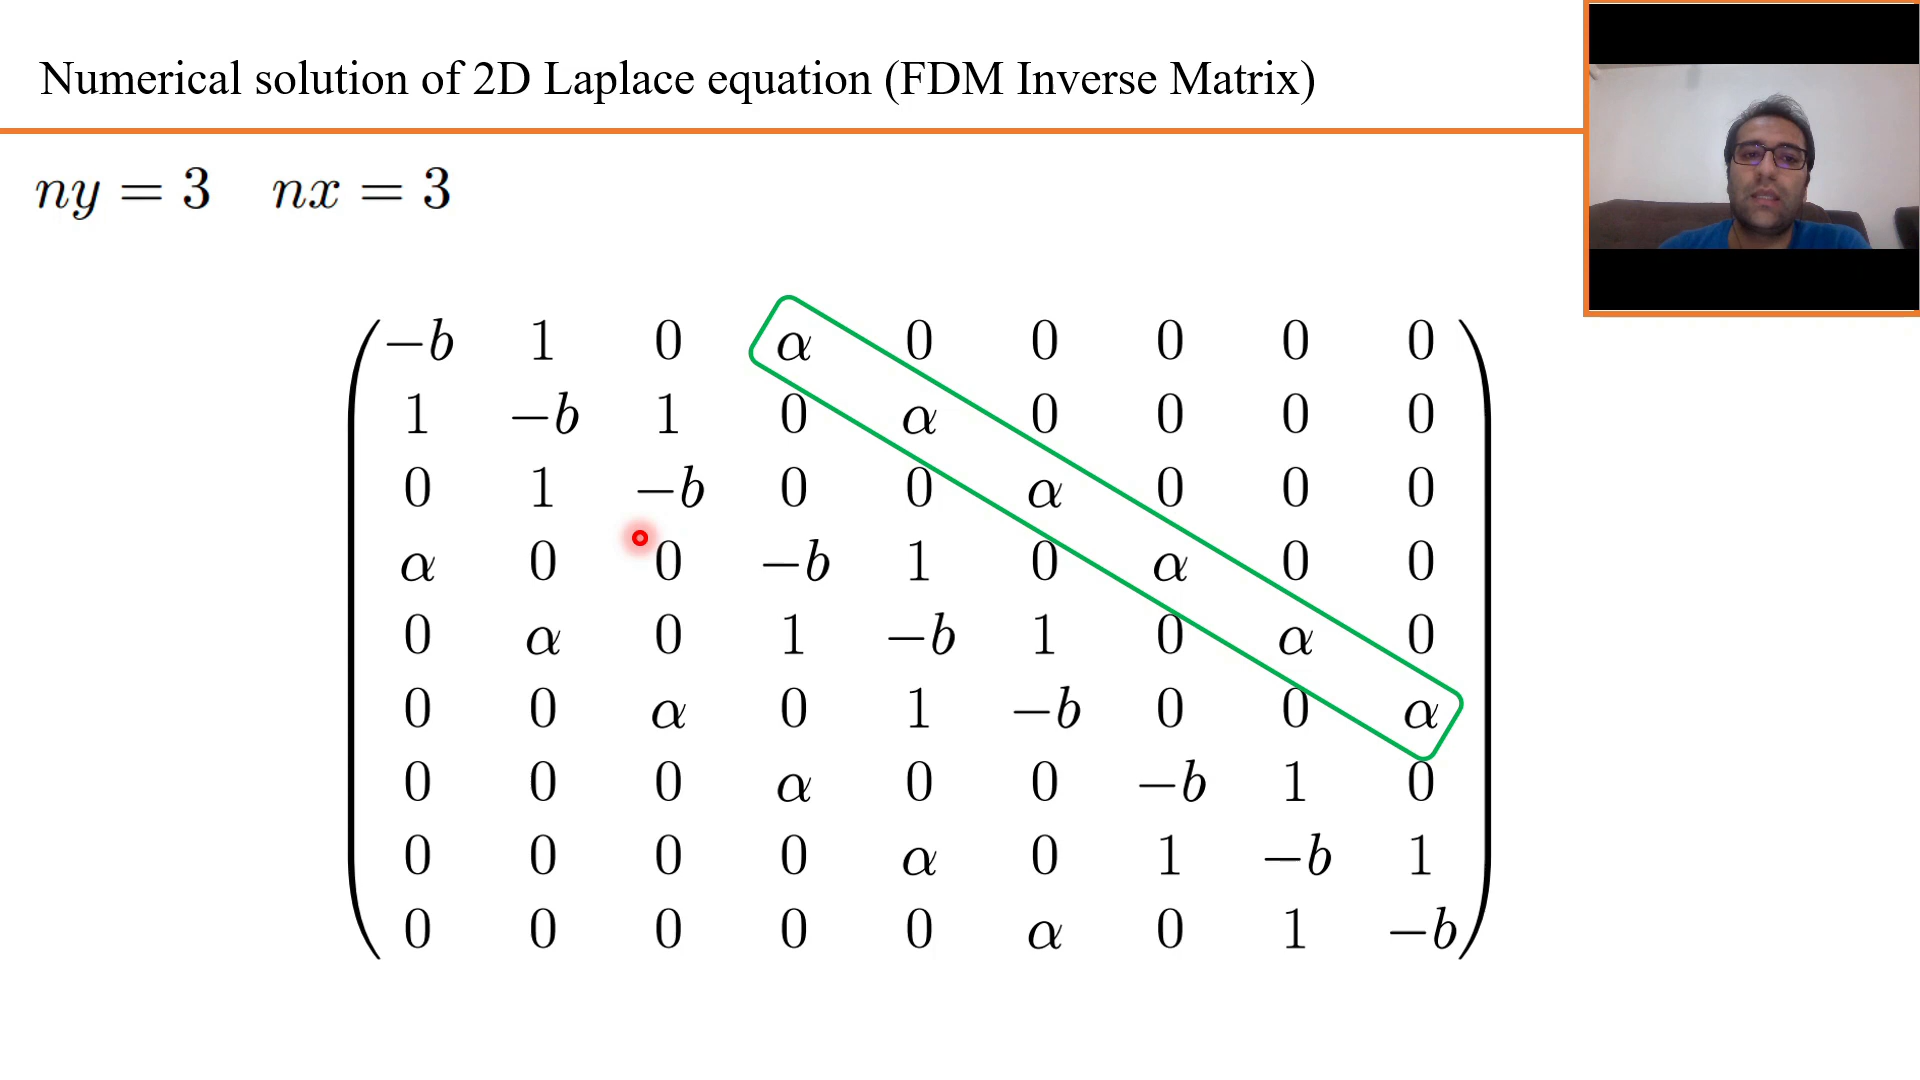 Numerical solution of 2D Laplace equation (FDM Inverse Matrix)
ny = 3 nx = 3
−b 1 0 α 0 0 0 0 0
1 −b 1 0 α 0 0 0 0
0 1 −b 0 0 α 0 0 0
α 0 0 −b 1 0 α 0 0
0 α 0 1 −b 1 0 α 0
0 0 α 0 1 −b 0 0 α
0 0 0 α 0 0 −b 1 0
0 0 0 0 α 0 1 −b 1
0 0 0 0 0 α 0 1 −b